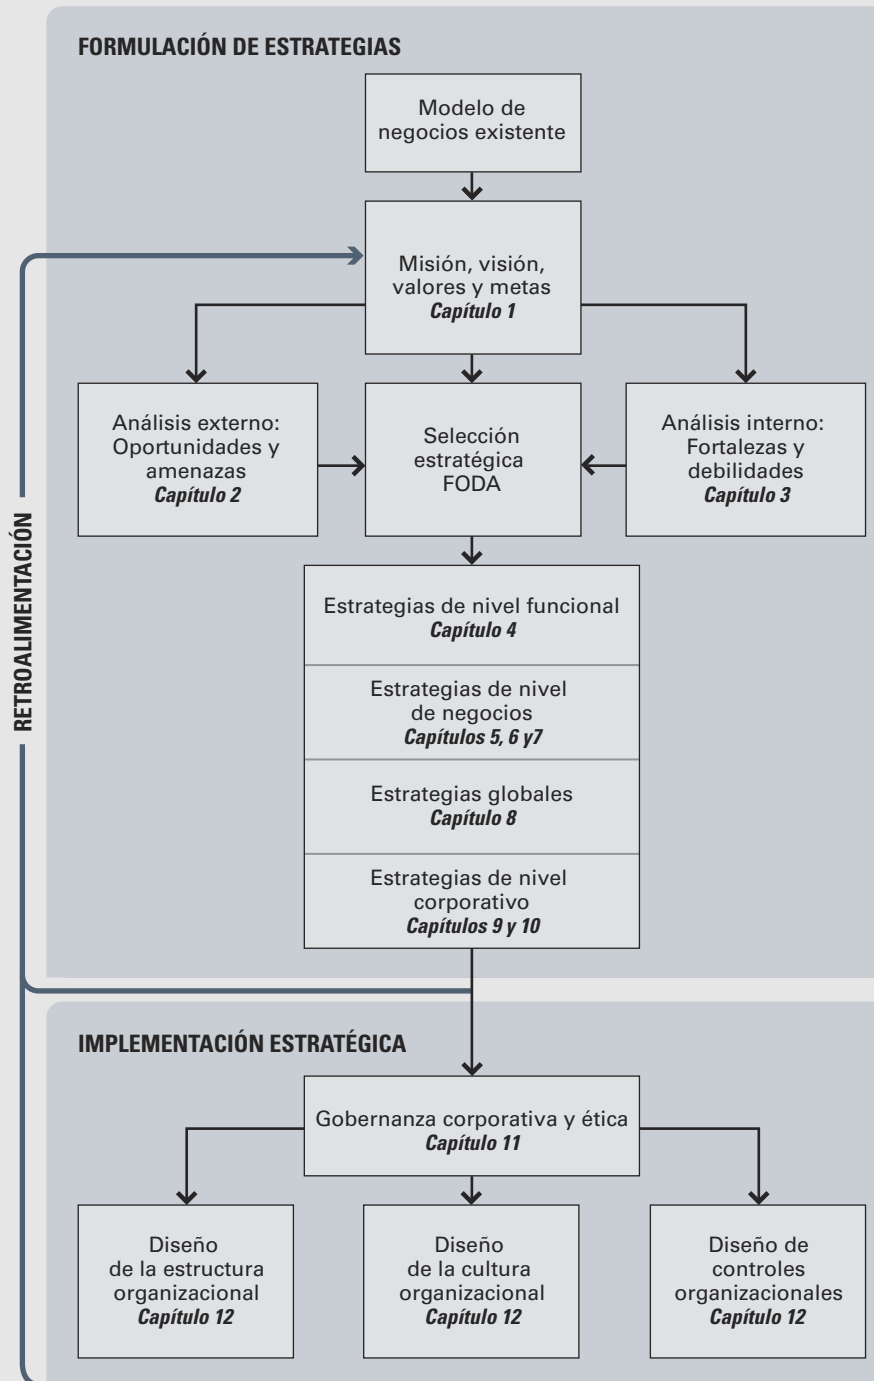 FORMULACIÓN DE ESTRATEGIAS
Modelo de
negocios existente
Misión, visión,
valores y metas
Capítulo 1
Análisis externo:
Oportunidades y
amenazas
Capítulo 2
Selección
estratégica
FODA
Análisis interno:
Fortalezas y
debilidades
Capítulo 3
Estrategias de nivel funcional
Capítulo 4
Estrategias de nivel
de negocios
Capítulos 5, 6 y7
Estrategias globales
Capítulo 8
Estrategias de nivel
corporativo
Capítulos 9 y 10
RETROALIMENTACIÓN
IMPLEMENTACIÓN ESTRATÉGICA
Gobernanza corporativa y ética
Capítulo 11
Diseño
de la estructura
organizacional
Capítulo 12
Diseño
de la cultura
organizacional
Capítulo 12
Diseño de
controles
organizacionales
Capítulo 12